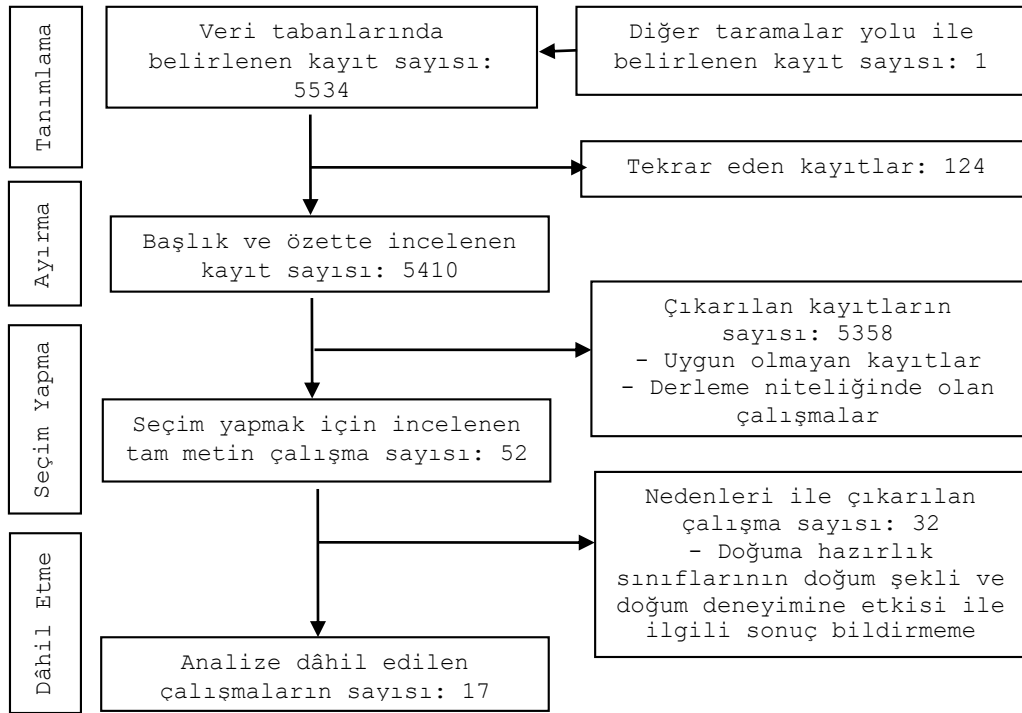 Tanımlama
Veri tabanlarında
belirlenen kayıt sayısı:
5534
Diğer taramalar yolu ile
belirlenen kayıt sayısı: 1
Tekrar eden kayıtlar: 124
Ayırma
Başlık ve özette incelenen
kayıt sayısı: 5410
Çıkarılan kayıtların
sayısı: 5358
- Uygun olmayan kayıtlar
- Derleme niteliğinde olan
çalışmalar
Seçim Yapma
Seçim yapmak için incelenen
tam metin çalışma sayısı: 52
Nedenleri ile çıkarılan
çalışma sayısı: 32
- Doğuma hazırlık
sınıflarının doğum şekli ve
doğum deneyimine etkisi ile
ilgili sonuç bildirmeme
Dâhil Etme
Analize dâhil edilen
çalışmaların sayısı: 17